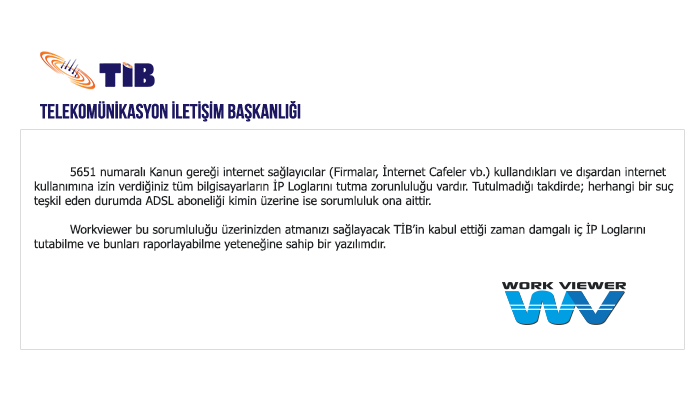 TİB
TELEKOMÜNİKASYON İLETİŞİM BAŞKANLIĞI
5651 numaralı Kanun gereği internet sağlayıcılar (Firmalar, İnternet Cafeler vb.) kullandıkları ve dışardan internet
kullanımına izin verdiğiniz tüm bilgisayarların İP Loglarını tutma zorunluluğu vardır. Tutulmadığı takdirde; herhangi bir suç
teşkil eden durumda ADSL aboneliği kimin üzerine ise sorumluluk ona aittir.
Workviewer bu sorumluluğu üzerinizden atmanızı sağlayacak TİB'in kabul ettiği zaman damgalı iç İP Loglarını
tutabilme ve bunları raporlayabilme yeteneğine sahip bir yazılımdır.
WORK VIEWER
WV